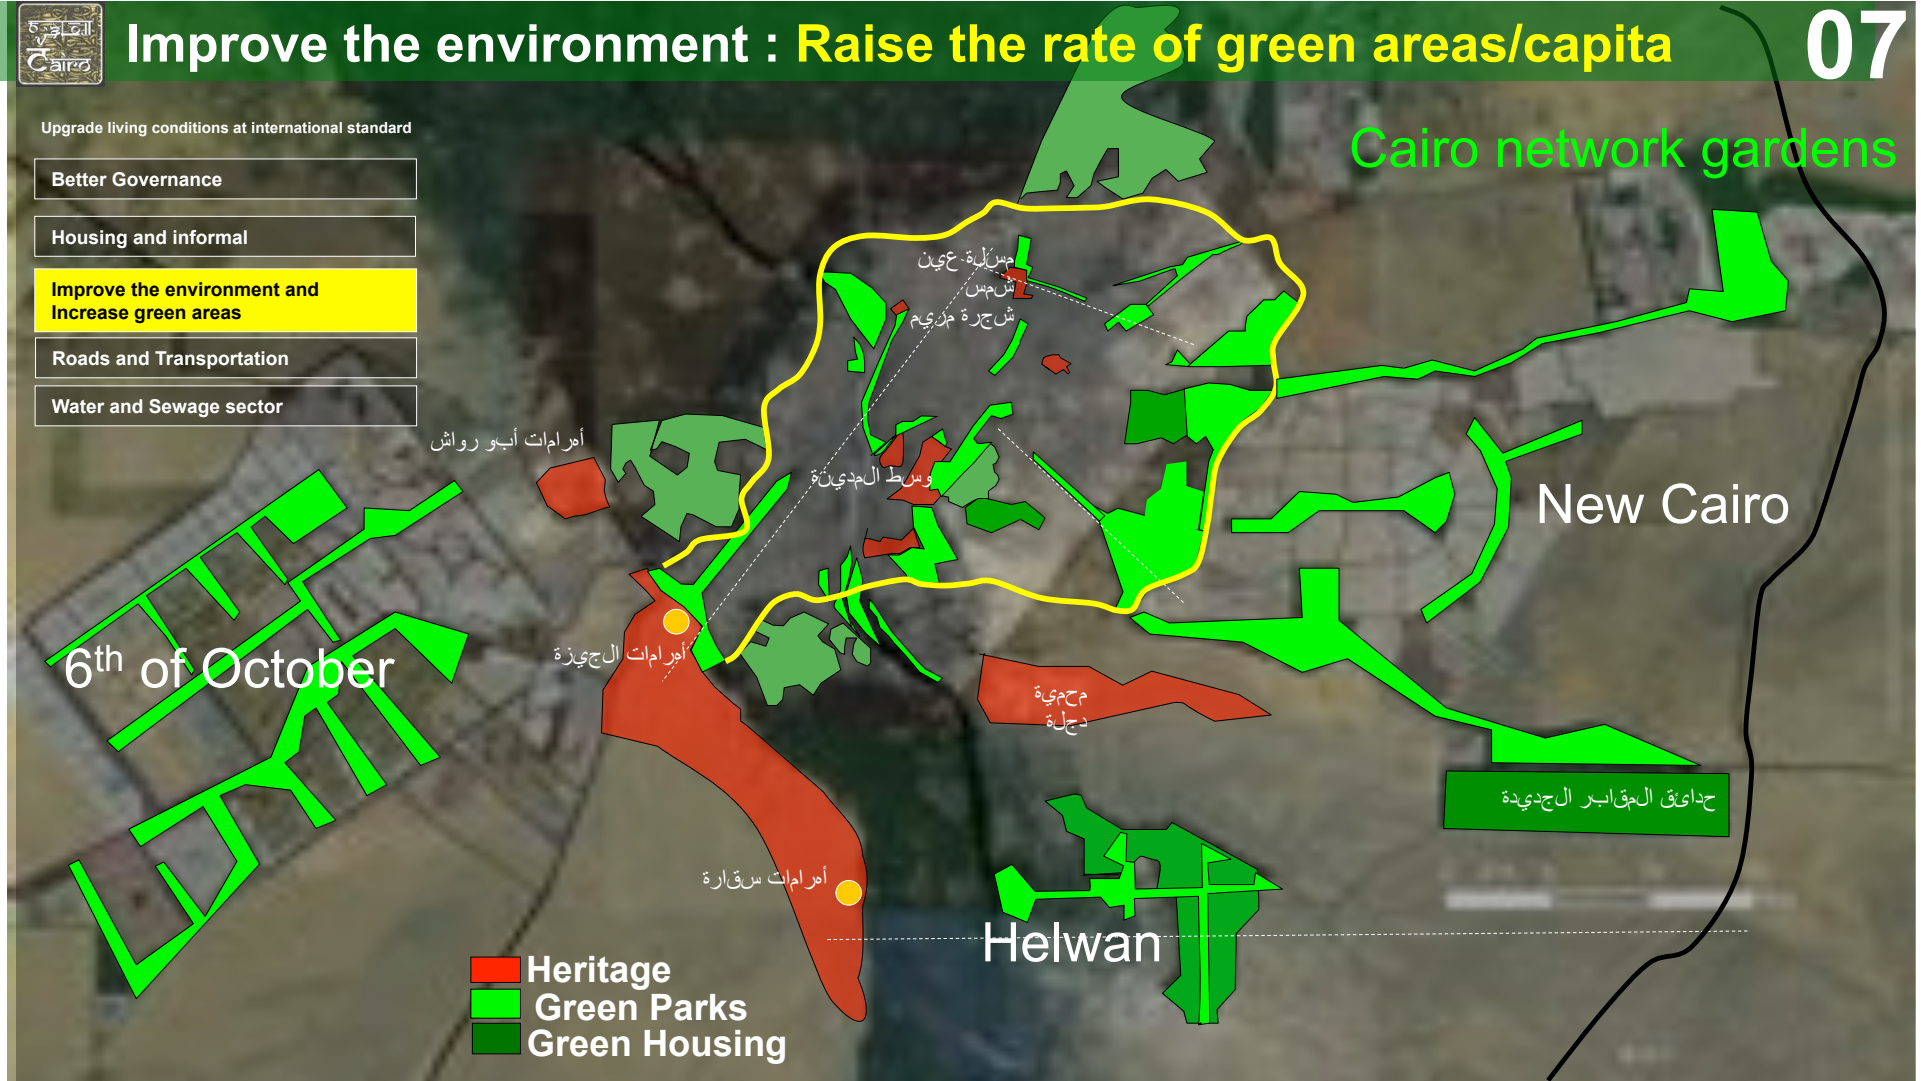 القاهرة
Cairo
Improve the environment : Raise the rate of green areas/capita
07
Upgrade living conditions at international standard
Better Governance
Housing and informal
Improve the environment and
Increase green areas
Roads and Transportation
Water and Sewage sector
Cairo network gardens
مسلة عين
شمس
شجرة مريم
أهرامات أبو رواش
وسط المدينة
New Cairo
6th of October
أهرامات الجيزة
محمية
دجلة
حدائق المقابر الجديدة
أهرامات سقارة
Helwan
Heritage
Green Parks
Green Housing